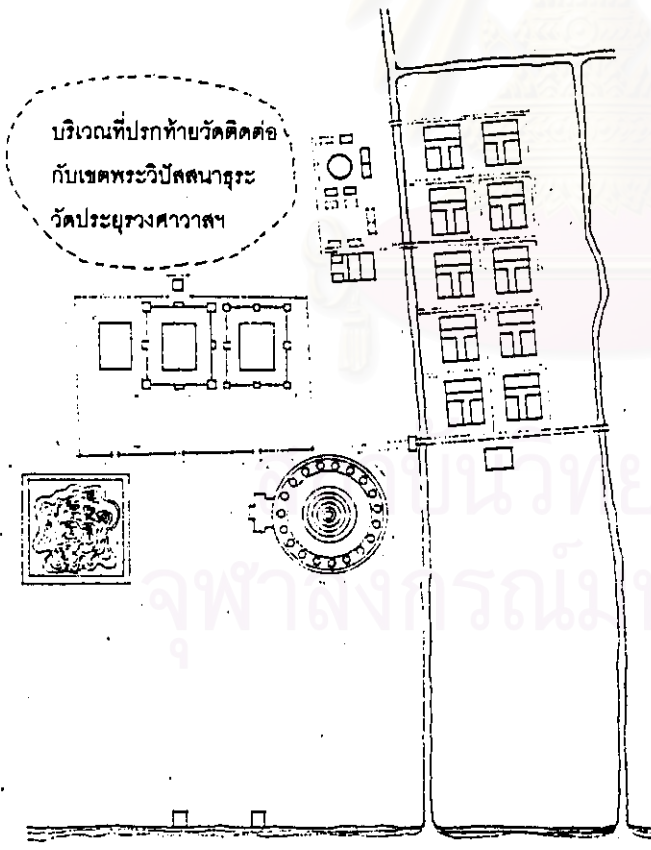 บริเวณที่ปรกท้ายวัดติดต่อ
กับเขตพระวิปัสสนาธุระ
วัดประยุรวงศาวาสฯ